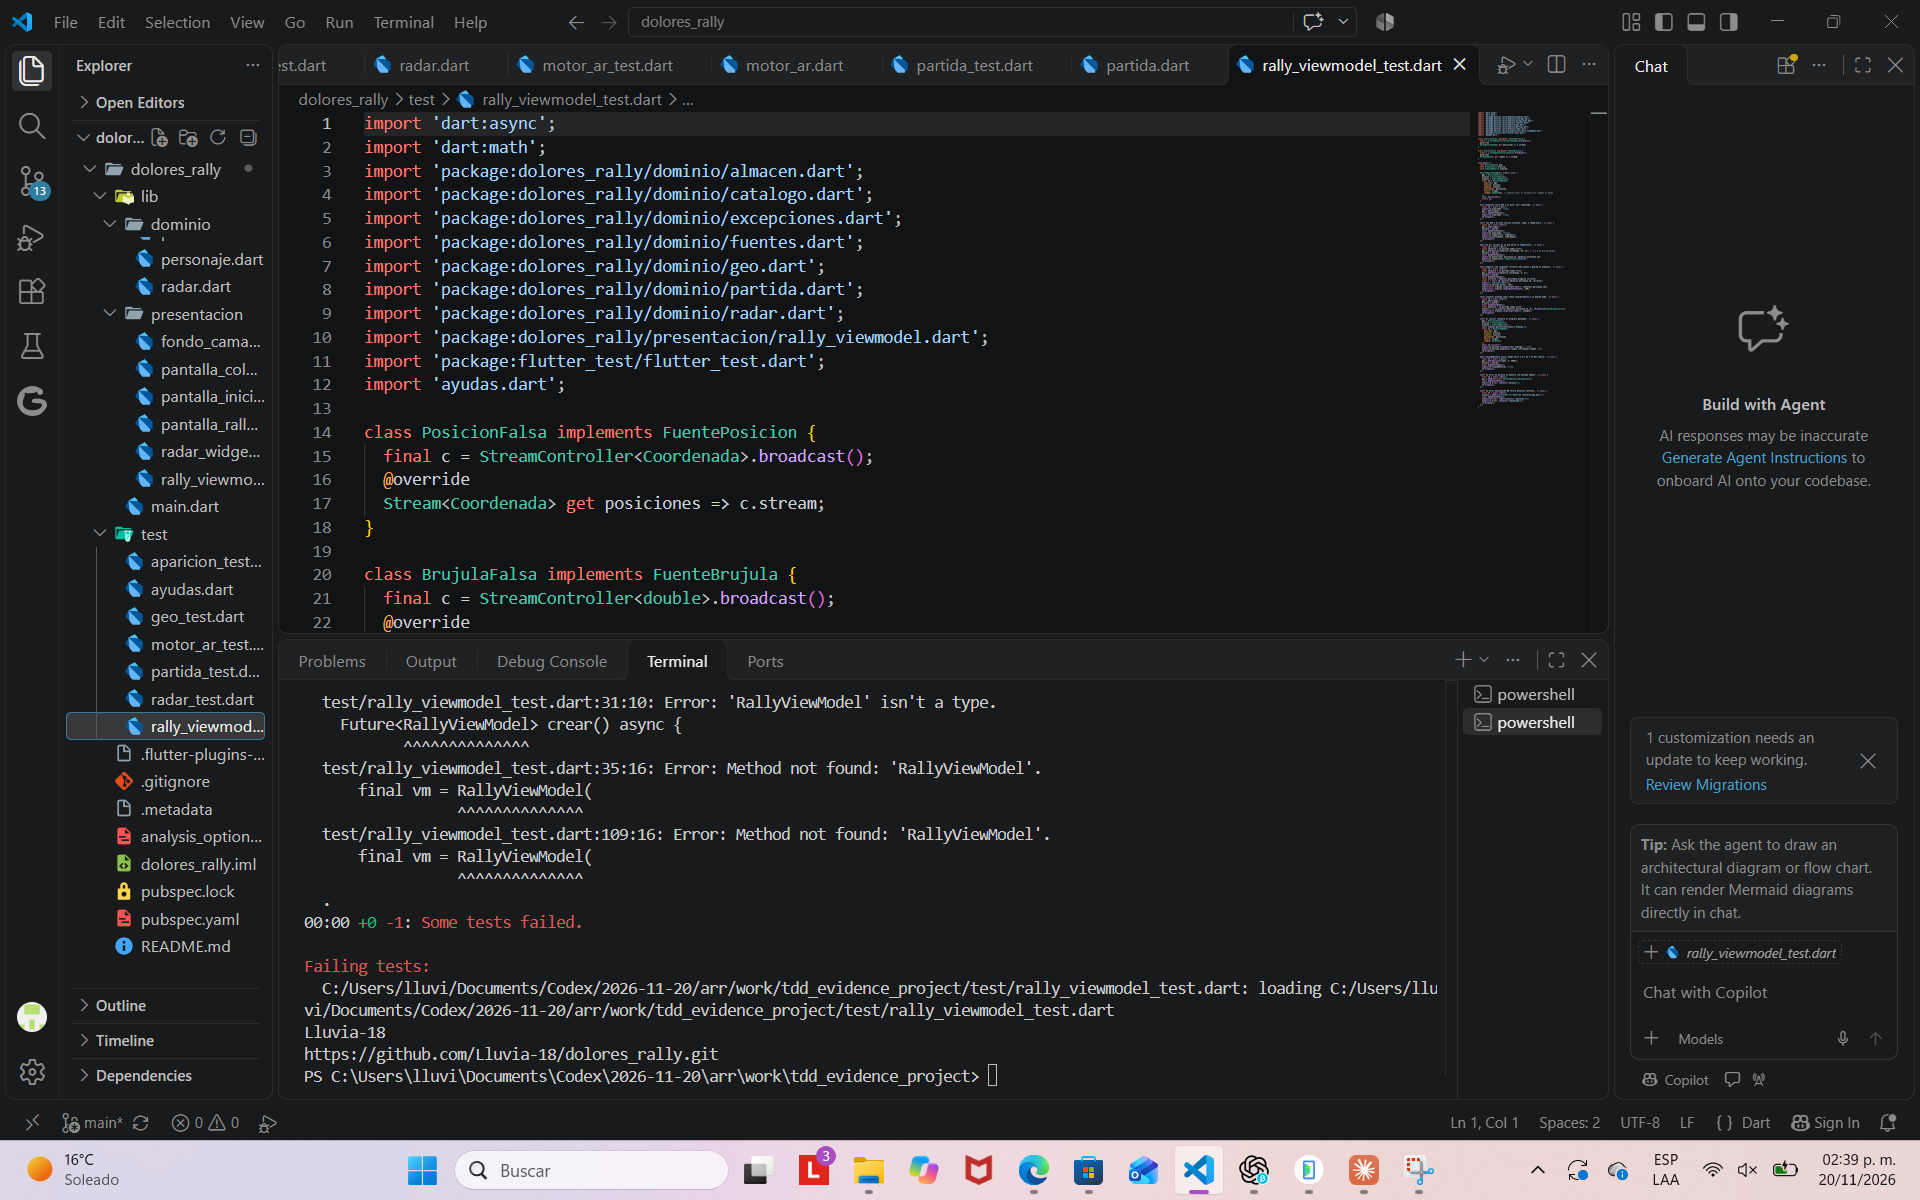 File Edit Selection View Go Run Terminal Help
dolores_rally
Explorer
Open Editors
dolor...
dolores_rally
lib
dominio
personaje.dart
radar.dart
presentacion
fondo_cama...
pantalla_col...
pantalla_inici...
pantalla_rall...
radar_widge...
rally_viewmo...
main.dart
test
aparicion_test...
ayudas.dart
geo_test.dart
motor_ar_test....
partida_test.d...
radar_test.dart
rally_viewmod...
.flutter-plugins-...
.gitignore
.metadata
analysis_option...
dolores_rally.iml
pubspec.lock
pubspec.yaml
README.md
Outline
Timeline
Dependencies
13
est.dart radar.dart motor_ar_test.dart motor_ar.dart partida_test.dart partida.dart rally_viewmodel_test.dart
dolores_rally > test > rally_viewmodel_test.dart > ...
1 import 'dart:async';
2 import 'dart:math';
3 import 'package:dolores_rally/dominio/almacen.dart';
4 import 'package:dolores_rally/dominio/catalogo.dart';
5 import 'package:dolores_rally/dominio/excepciones.dart';
6 import 'package:dolores_rally/dominio/fuentes.dart';
7 import 'package:dolores_rally/dominio/geo.dart';
8 import 'package:dolores_rally/dominio/partida.dart';
9 import 'package:dolores_rally/dominio/radar.dart';
10 import 'package:dolores_rally/presentacion/rally_viewmodel.dart';
11 import 'package:flutter_test/flutter_test.dart';
12 import 'ayudas.dart';
13
14 class PosicionFalsa implements FuentePosicion {
15 final c = StreamController<Coordenada>.broadcast();
16 @override
17 Stream<Coordenada> get posiciones => c.stream;
18 }
19
20 class BrujulaFalsa implements FuenteBrujula {
21 final c = StreamController<double>.broadcast();
22 @override
Problems Output Debug Console Terminal Ports
test/rally_viewmodel_test.dart:31:10: Error: 'RallyViewModel' isn't a type.
Future<RallyViewModel> crear() async {
^^^^^^^^^^^^^^
test/rally_viewmodel_test.dart:35:16: Error: Method not found: 'RallyViewModel'.
final vm = RallyViewModel(
^^^^^^^^^^^^^^
test/rally_viewmodel_test.dart:109:16: Error: Method not found: 'RallyViewModel'.
final vm = RallyViewModel(
^^^^^^^^^^^^^^
.
00:00 +0 -1: Some tests failed.
Failing tests:
C:/Users/lluvi/Documents/Codex/2026-11-20/arr/work/tdd_evidence_project/test/rally_viewmodel_test.dart: loading C:/Users/llu
vi/Documents/Codex/2026-11-20/arr/work/tdd_evidence_project/test/rally_viewmodel_test.dart
Lluvia-18
https://github.com/Lluvia-18/dolores_rally.git
PS C:\Users\lluvi\Documents\Codex\2026-11-20\arr\work\tdd_evidence_project>
powershell
powershell
Chat
Build with Agent
AI responses may be inaccurate
Generate Agent Instructions to
onboard AI onto your codebase.
1 customization needs an
update to keep working.
Review Migrations
Tip: Ask the agent to draw an
architectural diagram or flow chart.
It can render Mermaid diagrams
directly in chat.
rally_viewmodel_test.dart
Chat with Copilot
Models
Copilot
main* 0 0
Ln 1, Col 1 Spaces: 2 UTF-8 LF { } Dart Sign In
16°C
Soleado
Buscar
L
3
ESP
LAA
02:39 p. m.
20/11/2026